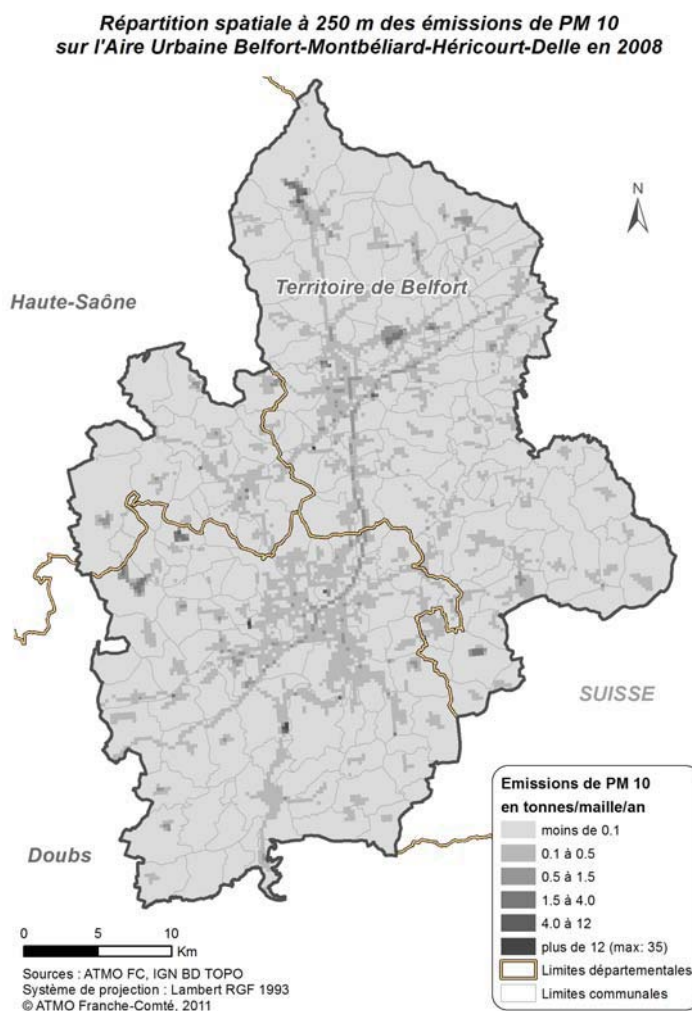 Répartition spatiale à 250 m des émissions de PM 10
sur l'Aire Urbaine Belfort-Montbéliard-Héricourt-Delle en 2008
N
Territoire de Belfort
Haute-Saône
SUISSE
Doubs
Emissions de PM 10
en tonnes/maille/an
moins de 0.1
0.1 à 0.5
0.5 à 1.5
1.5 à 4.0
4.0 à 12
plus de 12 (max: 35)
Limites départementales
Limites communales
0 5 10
Km
Sources : ATMO FC, IGN BD TOPO
Système de projection : Lambert RGF 1993
© ATMO Franche-Comté, 2011